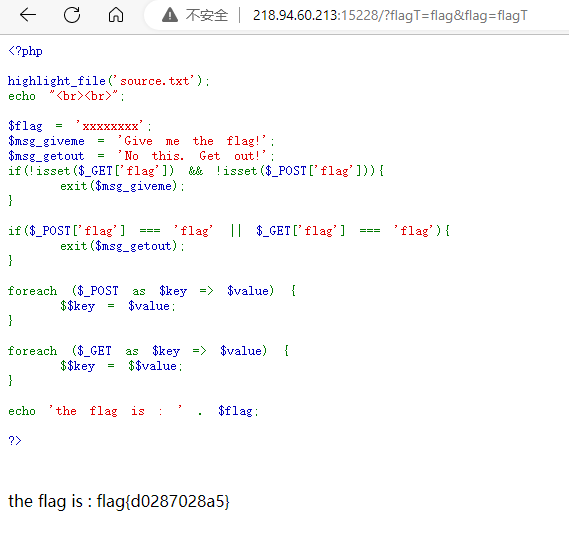 不安全 218.94.60.213:15228/?flagT=flag&flag=flagT
<?php
highlight_file('source.txt');
echo "<br><br>";
$flag = 'xxxxxxxx';
$msg_giveme = 'Give me the flag!';
$msg_getout = 'No this. Get out!';
if(!isset($_GET['flag']) && !isset($_POST['flag'])){
exit($msg_giveme);
}
if($_POST['flag'] === 'flag' || $_GET['flag'] === 'flag'){
exit($msg_getout);
}
foreach ($_POST as $key => $value) {
$$key = $value;
}
foreach ($_GET as $key => $value) {
$$key = $$value;
}
echo 'the flag is : ' . $flag;
?>
the flag is : flag{d0287028a5}